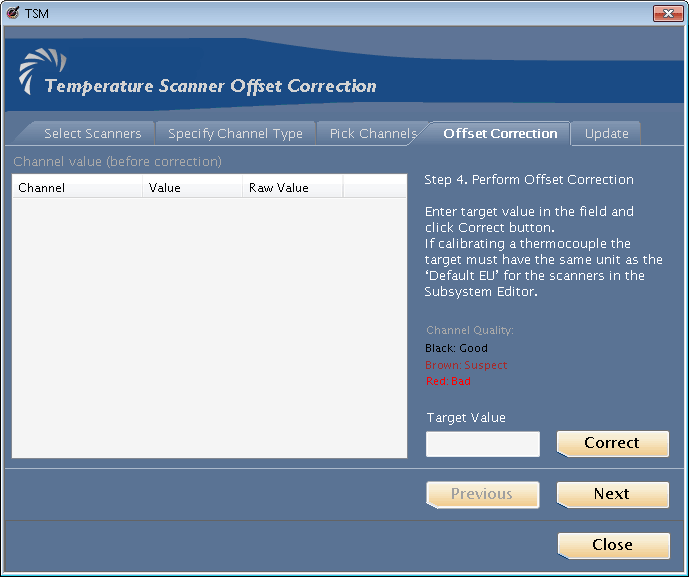 TSM
Temperature Scanner Offset Correction
Select Scanners Specify Channel Type Pick Channels Offset Correction Update
Channel value (before correction)
Channel Value Raw Value
Step 4. Perform Offset Correction
Enter target value in the field and
click Correct button.
If calibrating a thermocouple the
target must have the same unit as the
‘Default EU’ for the scanners in the
Subsystem Editor.
Channel Quality:
Black: Good
Brown: Suspect
Red: Bad
Target Value
Correct
Previous Next
Close